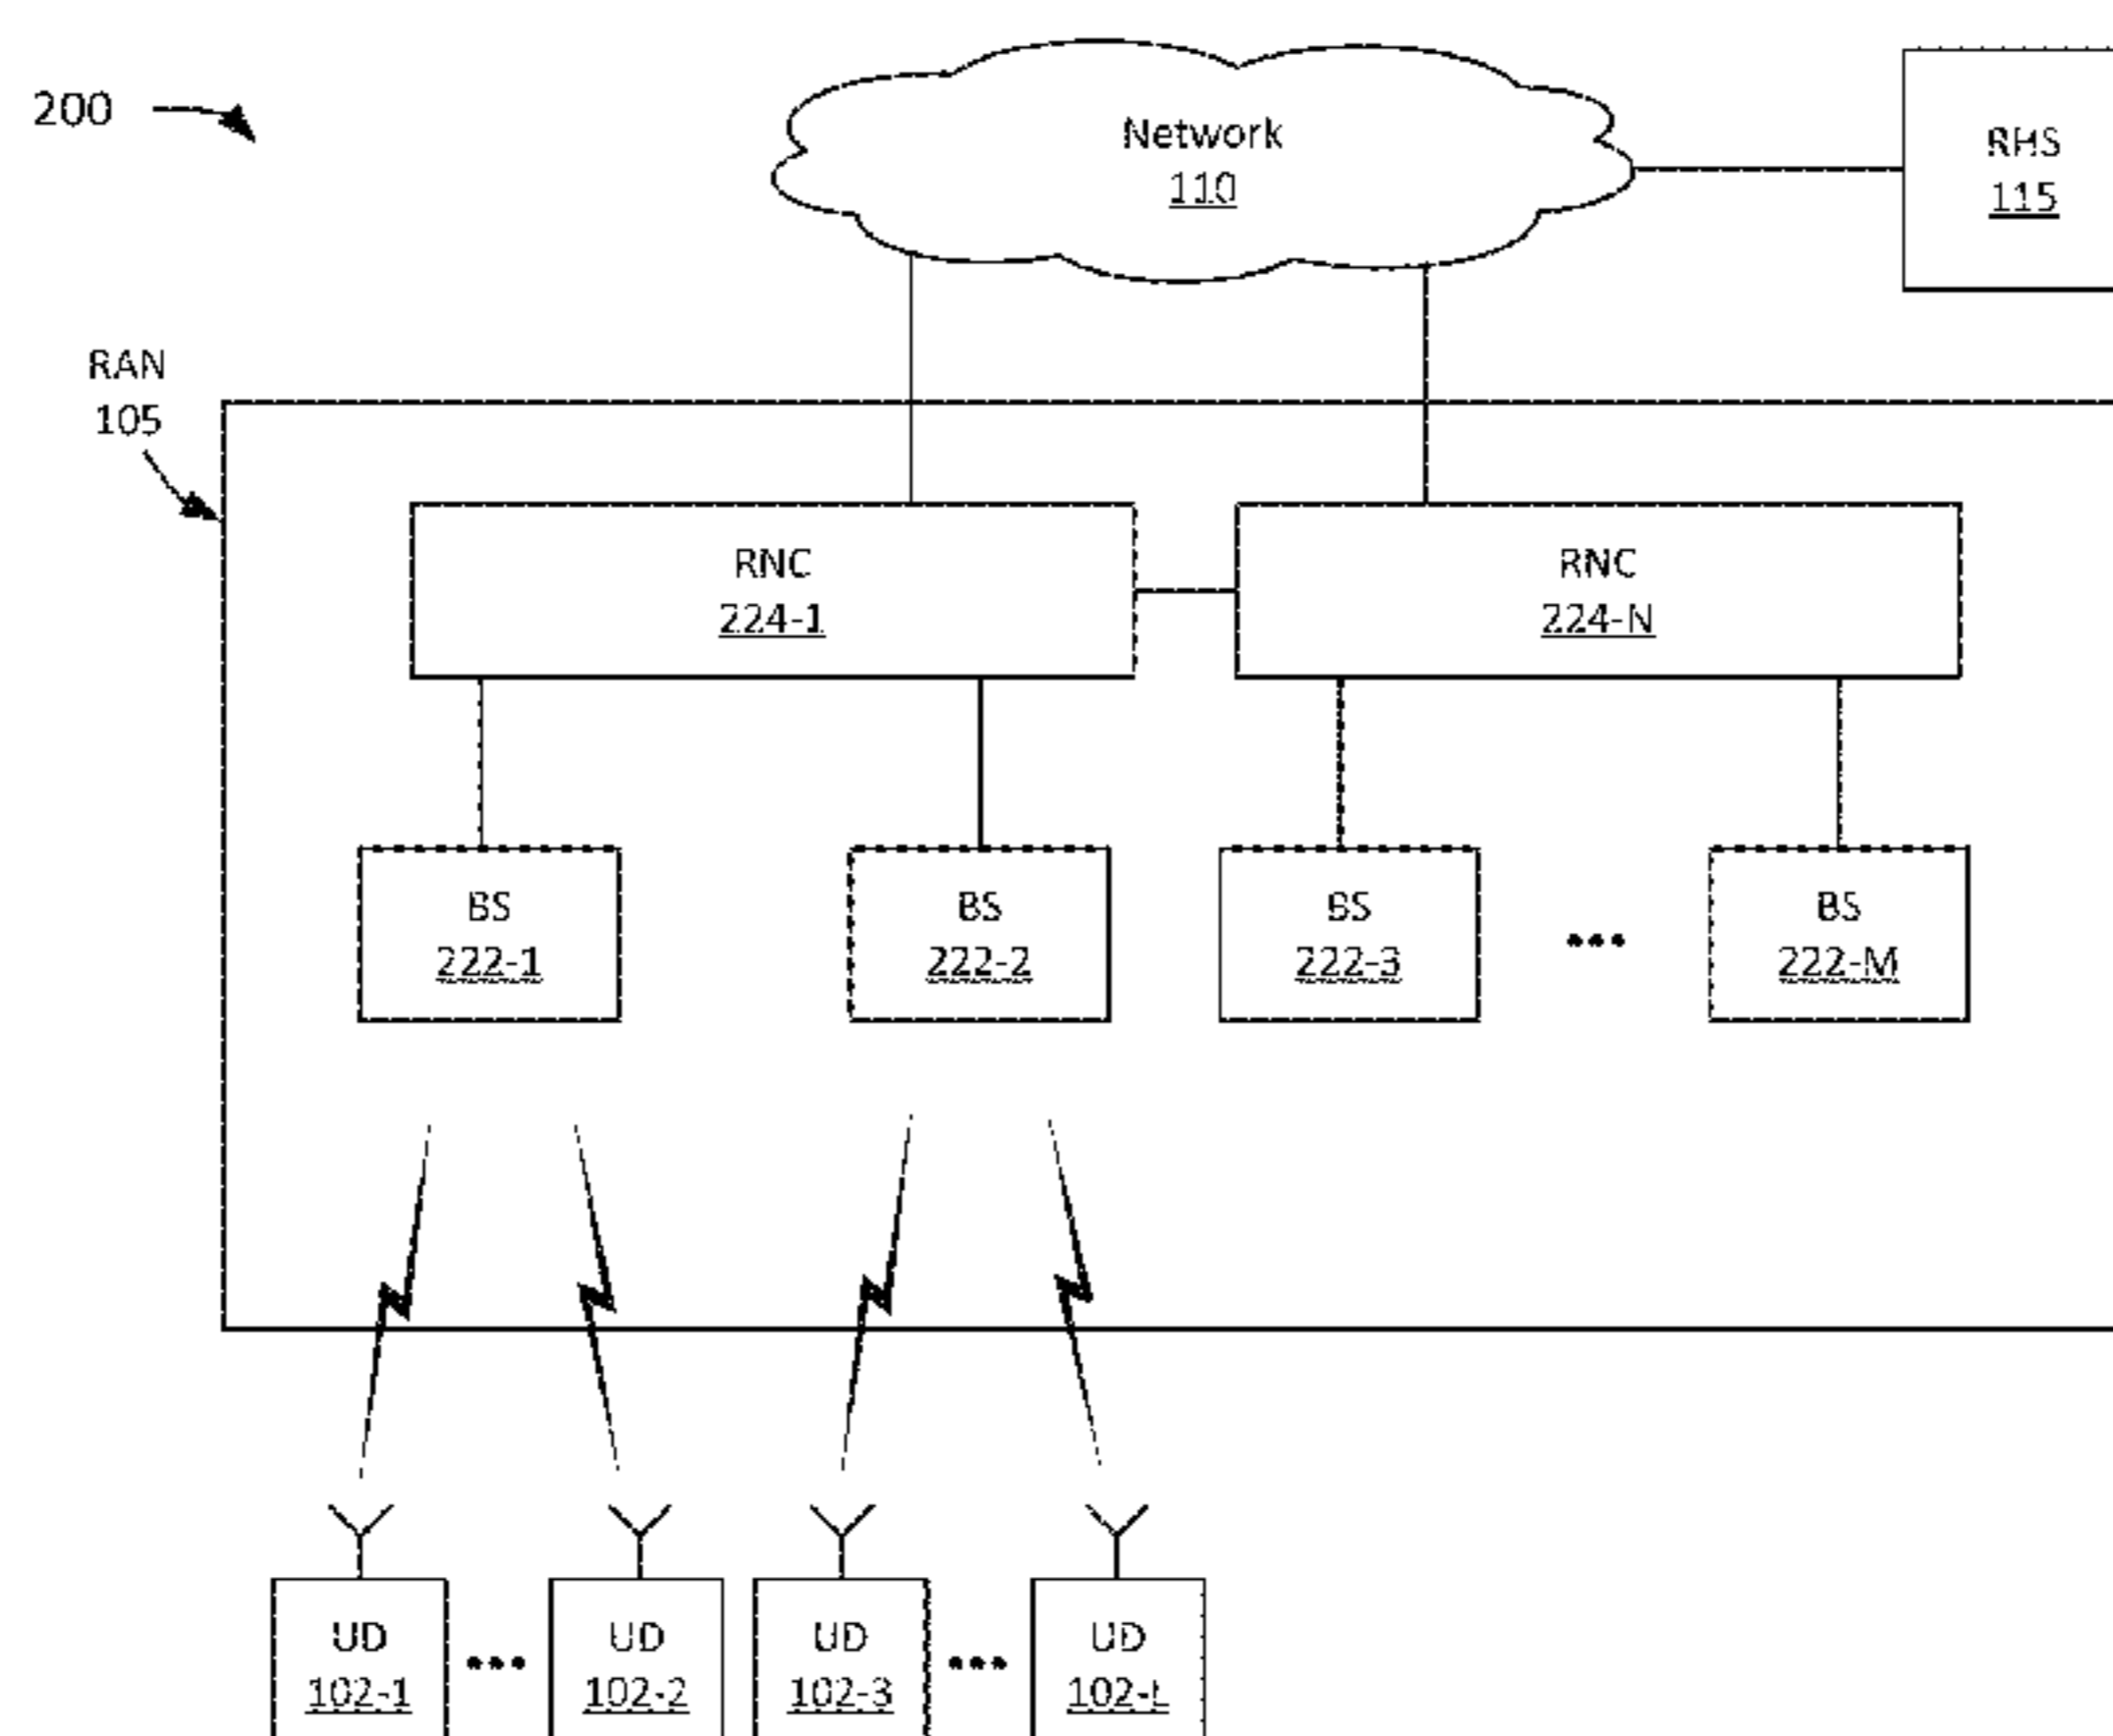 200
Network
110
RHS
115
RAN
105
RNC
224-1
RNC
224-N
BS
222-1
BS
222-2
BS
222-3
•••
BS
222-M
UD
102-1
•••
UD
102-2
UD
102-3
•••
UD
102-L